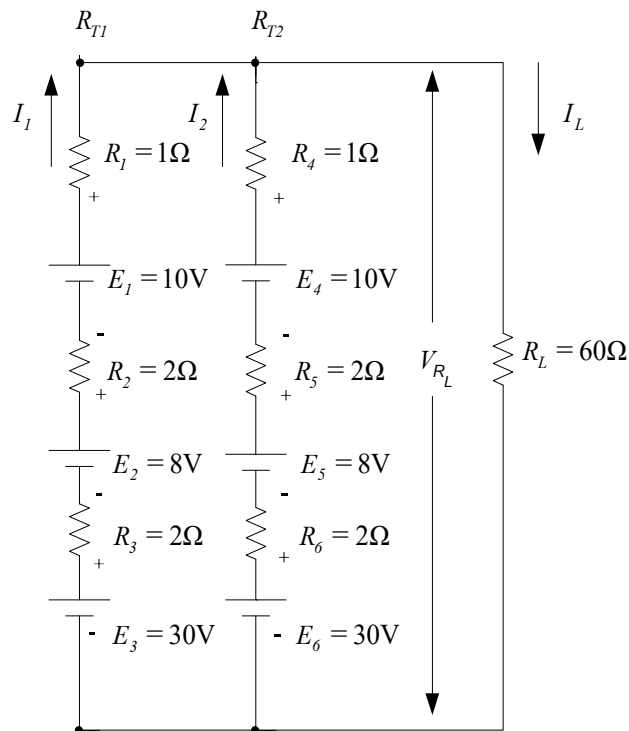 R_T1 R_T2
I_1 I_2 I_L
R_1 = 1Ω R_4 = 1Ω
+ +
E_1 = 10V E_4 = 10V
- -
R_2 = 2Ω R_5 = 2Ω V_R_L R_L = 60Ω
+ +
E_2 = 8V E_5 = 8V
- -
R_3 = 2Ω R_6 = 2Ω
+ +
- E_3 = 30V - E_6 = 30V